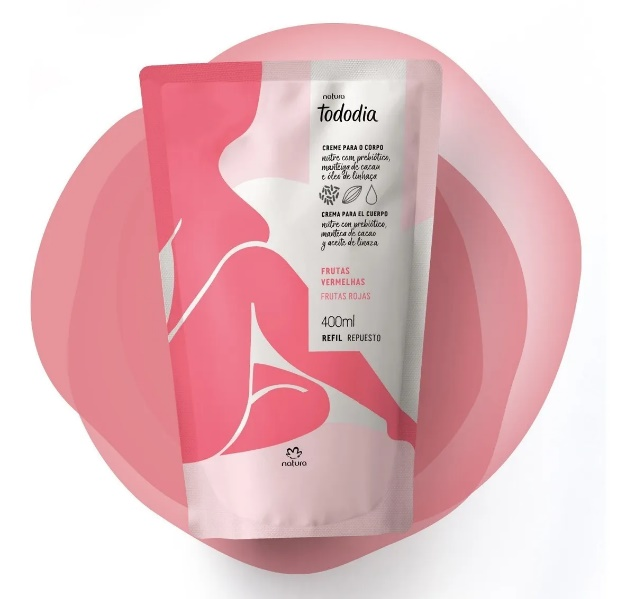 natura
tododia
CREME PARA O CORPO
nutre com prebiótico,
manteiga de cacau
e óleo de linhaça
CREMA PARA EL CUERPO
nutre con prebiótico,
manteca de cacao
y aceite de linaza
FRUTAS
VERMELHAS
FRUTAS ROJAS
400ml
REFIL REPUESTO
natura